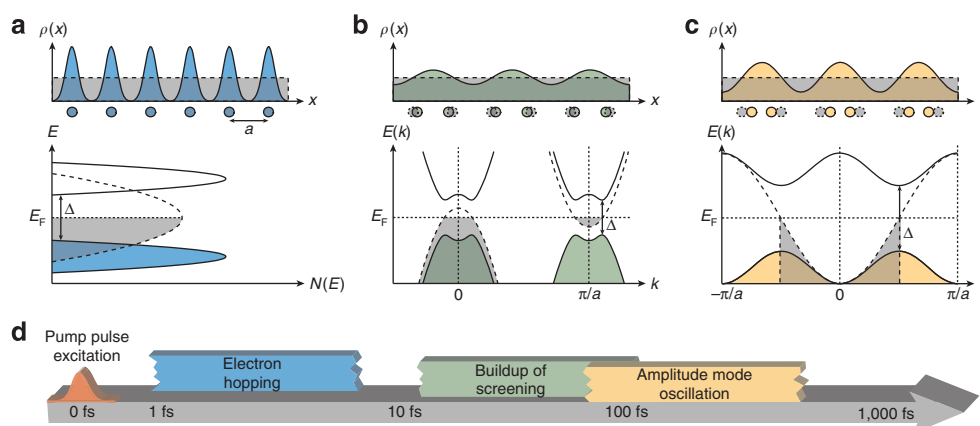 a
b
c
ρ(x)
ρ(x)
ρ(x)
x
x
x
a
E
E(k)
E(k)
Δ
Δ
Δ
E_F
E_F
E_F
N(E)
0
π/a
k
−π/a
0
π/a
d
Pump pulse
excitation
Electron
hopping
Buildup of
screening
Amplitude mode
oscillation
0 fs
1 fs
10 fs
100 fs
1,000 fs